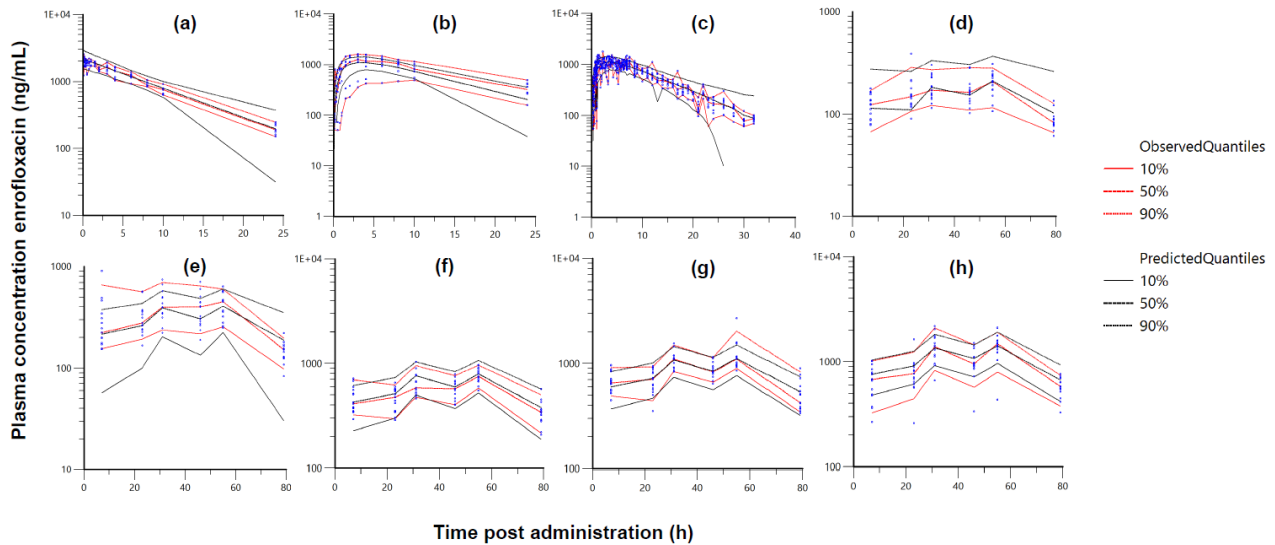 Plasma concentration enrofloxacin (ng/mL)
(a)
1E+04
1000
100
10
0 5 10 15 20 25
(b)
1E+04
1000
100
10
1
0 5 10 15 20 25
(c)
1E+04
1000
100
10
1
0 10 20 30 40
(d)
1000
100
10
0 20 40 60 80
ObservedQuantiles
10%
50%
90%
PredictedQuantiles
10%
50%
90%
(e)
1000
100
10
0 20 40 60 80
(f)
1E+04
1000
100
0 20 40 60 80
(g)
1E+04
1000
100
0 20 40 60 80
(h)
1E+04
1000
100
0 20 40 60 80
Time post administration (h)